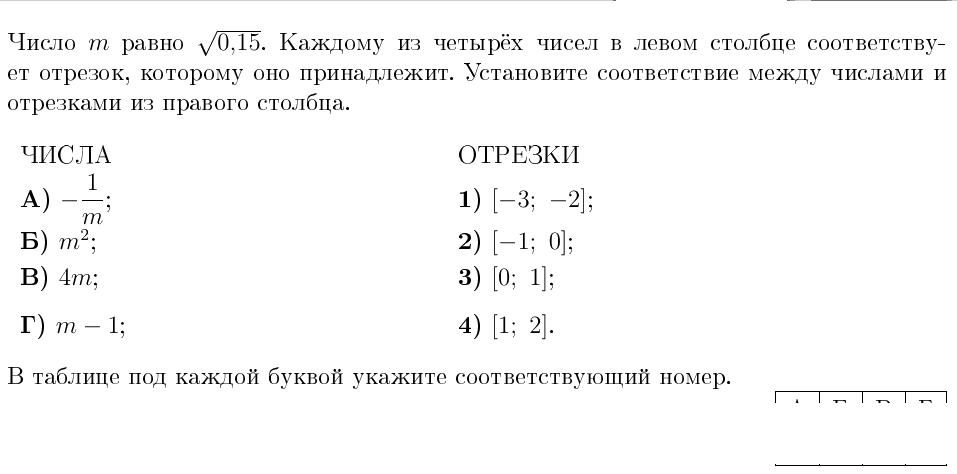 Число m равно √0,15. Каждому из четырёх чисел в левом столбце соответству-
ет отрезок, которому оно принадлежит. Установите соответствие между числами и
отрезками из правого столбца.
ЧИСЛА
А) −1/m;
Б) m²;
В) 4m;
Г) m − 1;
ОТРЕЗКИ
1) [−3; −2];
2) [−1; 0];
3) [0; 1];
4) [1; 2].
В таблице под каждой буквой укажите соответствующий номер.